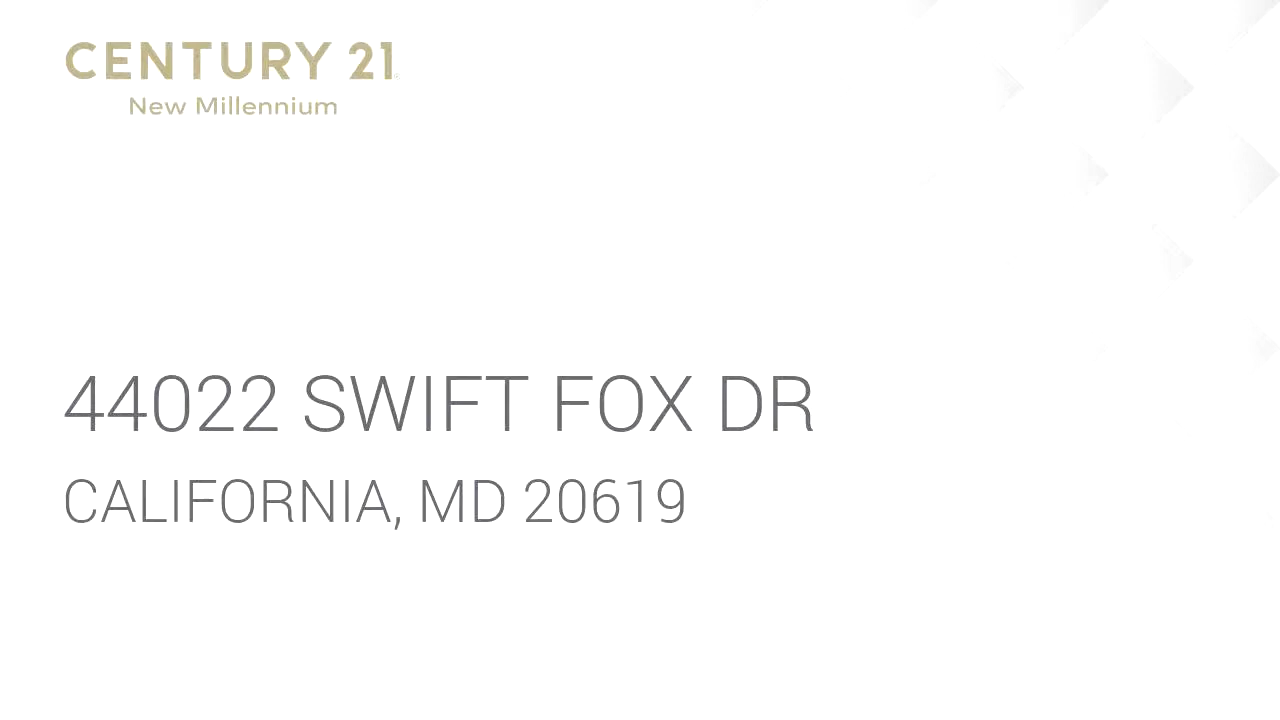 CENTURY 21
New Millennium
44022 SWIFT FOX DR
CALIFORNIA, MD 20619